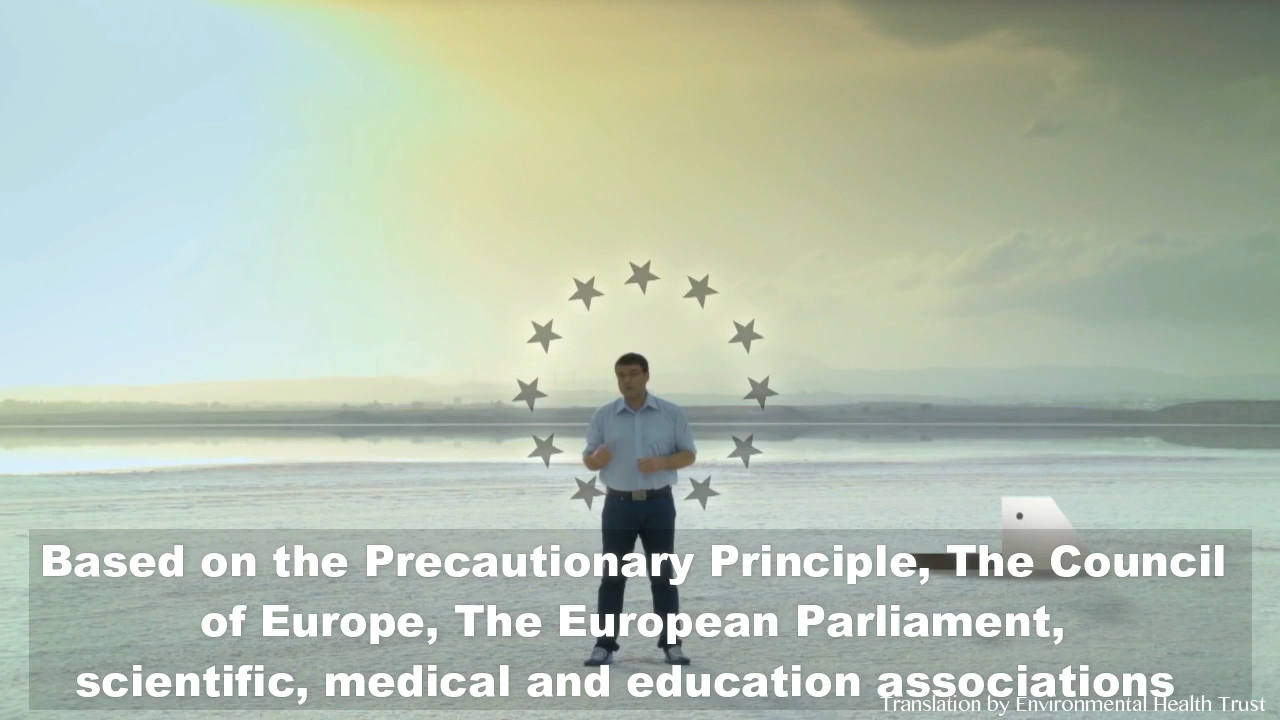 Based on the Precautionary Principle, The Council
of Europe, The European Parliament,
scientific, medical and education associations
Translation by Environmental Health Trust